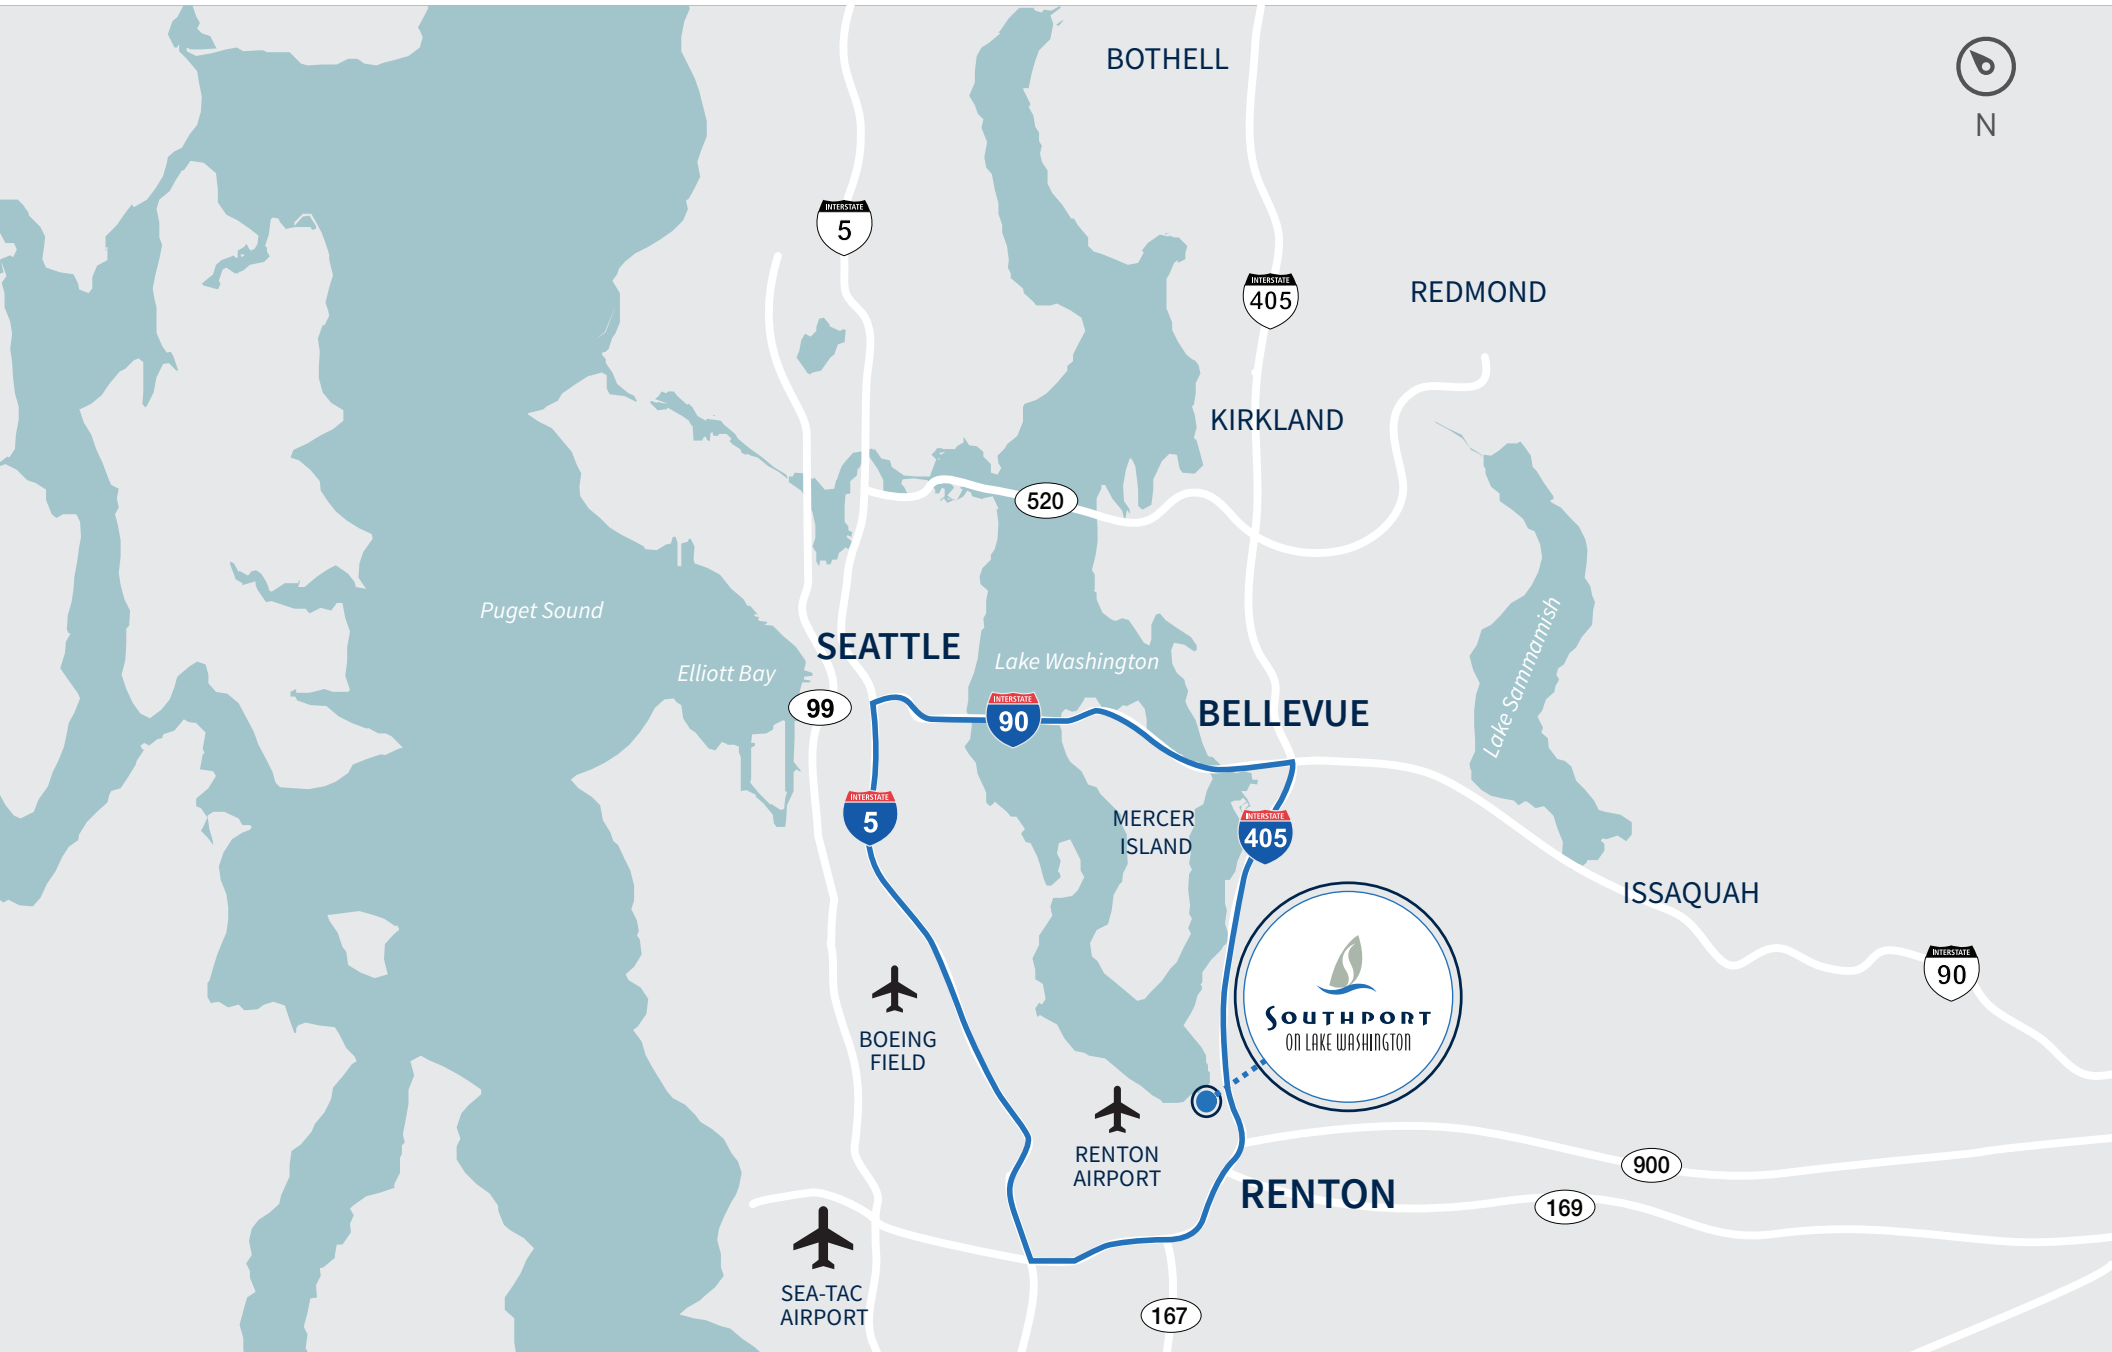 BOTHELL
N
INTERSTATE
5
INTERSTATE
405
REDMOND
KIRKLAND
520
Puget Sound
SEATTLE
Lake Washington
Elliott Bay
Lake Sammamish
99
INTERSTATE
90
BELLEVUE
INTERSTATE
5
MERCER
ISLAND
INTERSTATE
405
ISSAQUAH
INTERSTATE
90
SOUTHPORT
ON LAKE WASHINGTON
BOEING
FIELD
RENTON
AIRPORT
900
RENTON
169
SEA-TAC
AIRPORT
167